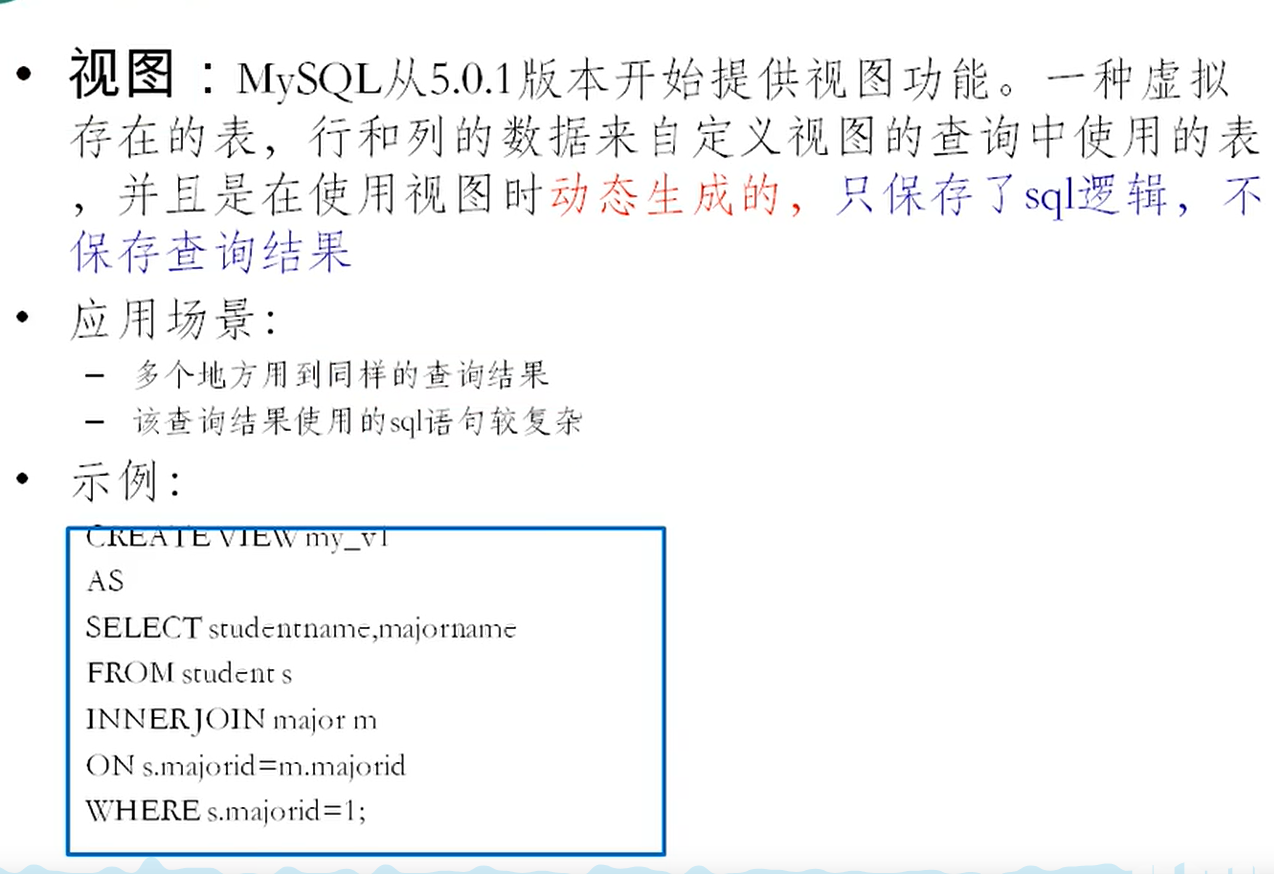 • 视图：MySQL从5.0.1版本开始提供视图功能。一种虚拟
存在的表，行和列的数据来自定义视图的查询中使用的表
，并且是在使用视图时动态生成的，只保存了sql逻辑，不
保存查询结果
• 应用场景：
– 多个地方用到同样的查询结果
– 该查询结果使用的sql语句较复杂
• 示例：
CREATE VIEW my_v1
AS
SELECT studentname,majorname
FROM student s
INNER JOIN major m
ON s.majorid=m.majorid
WHERE s.majorid=1;